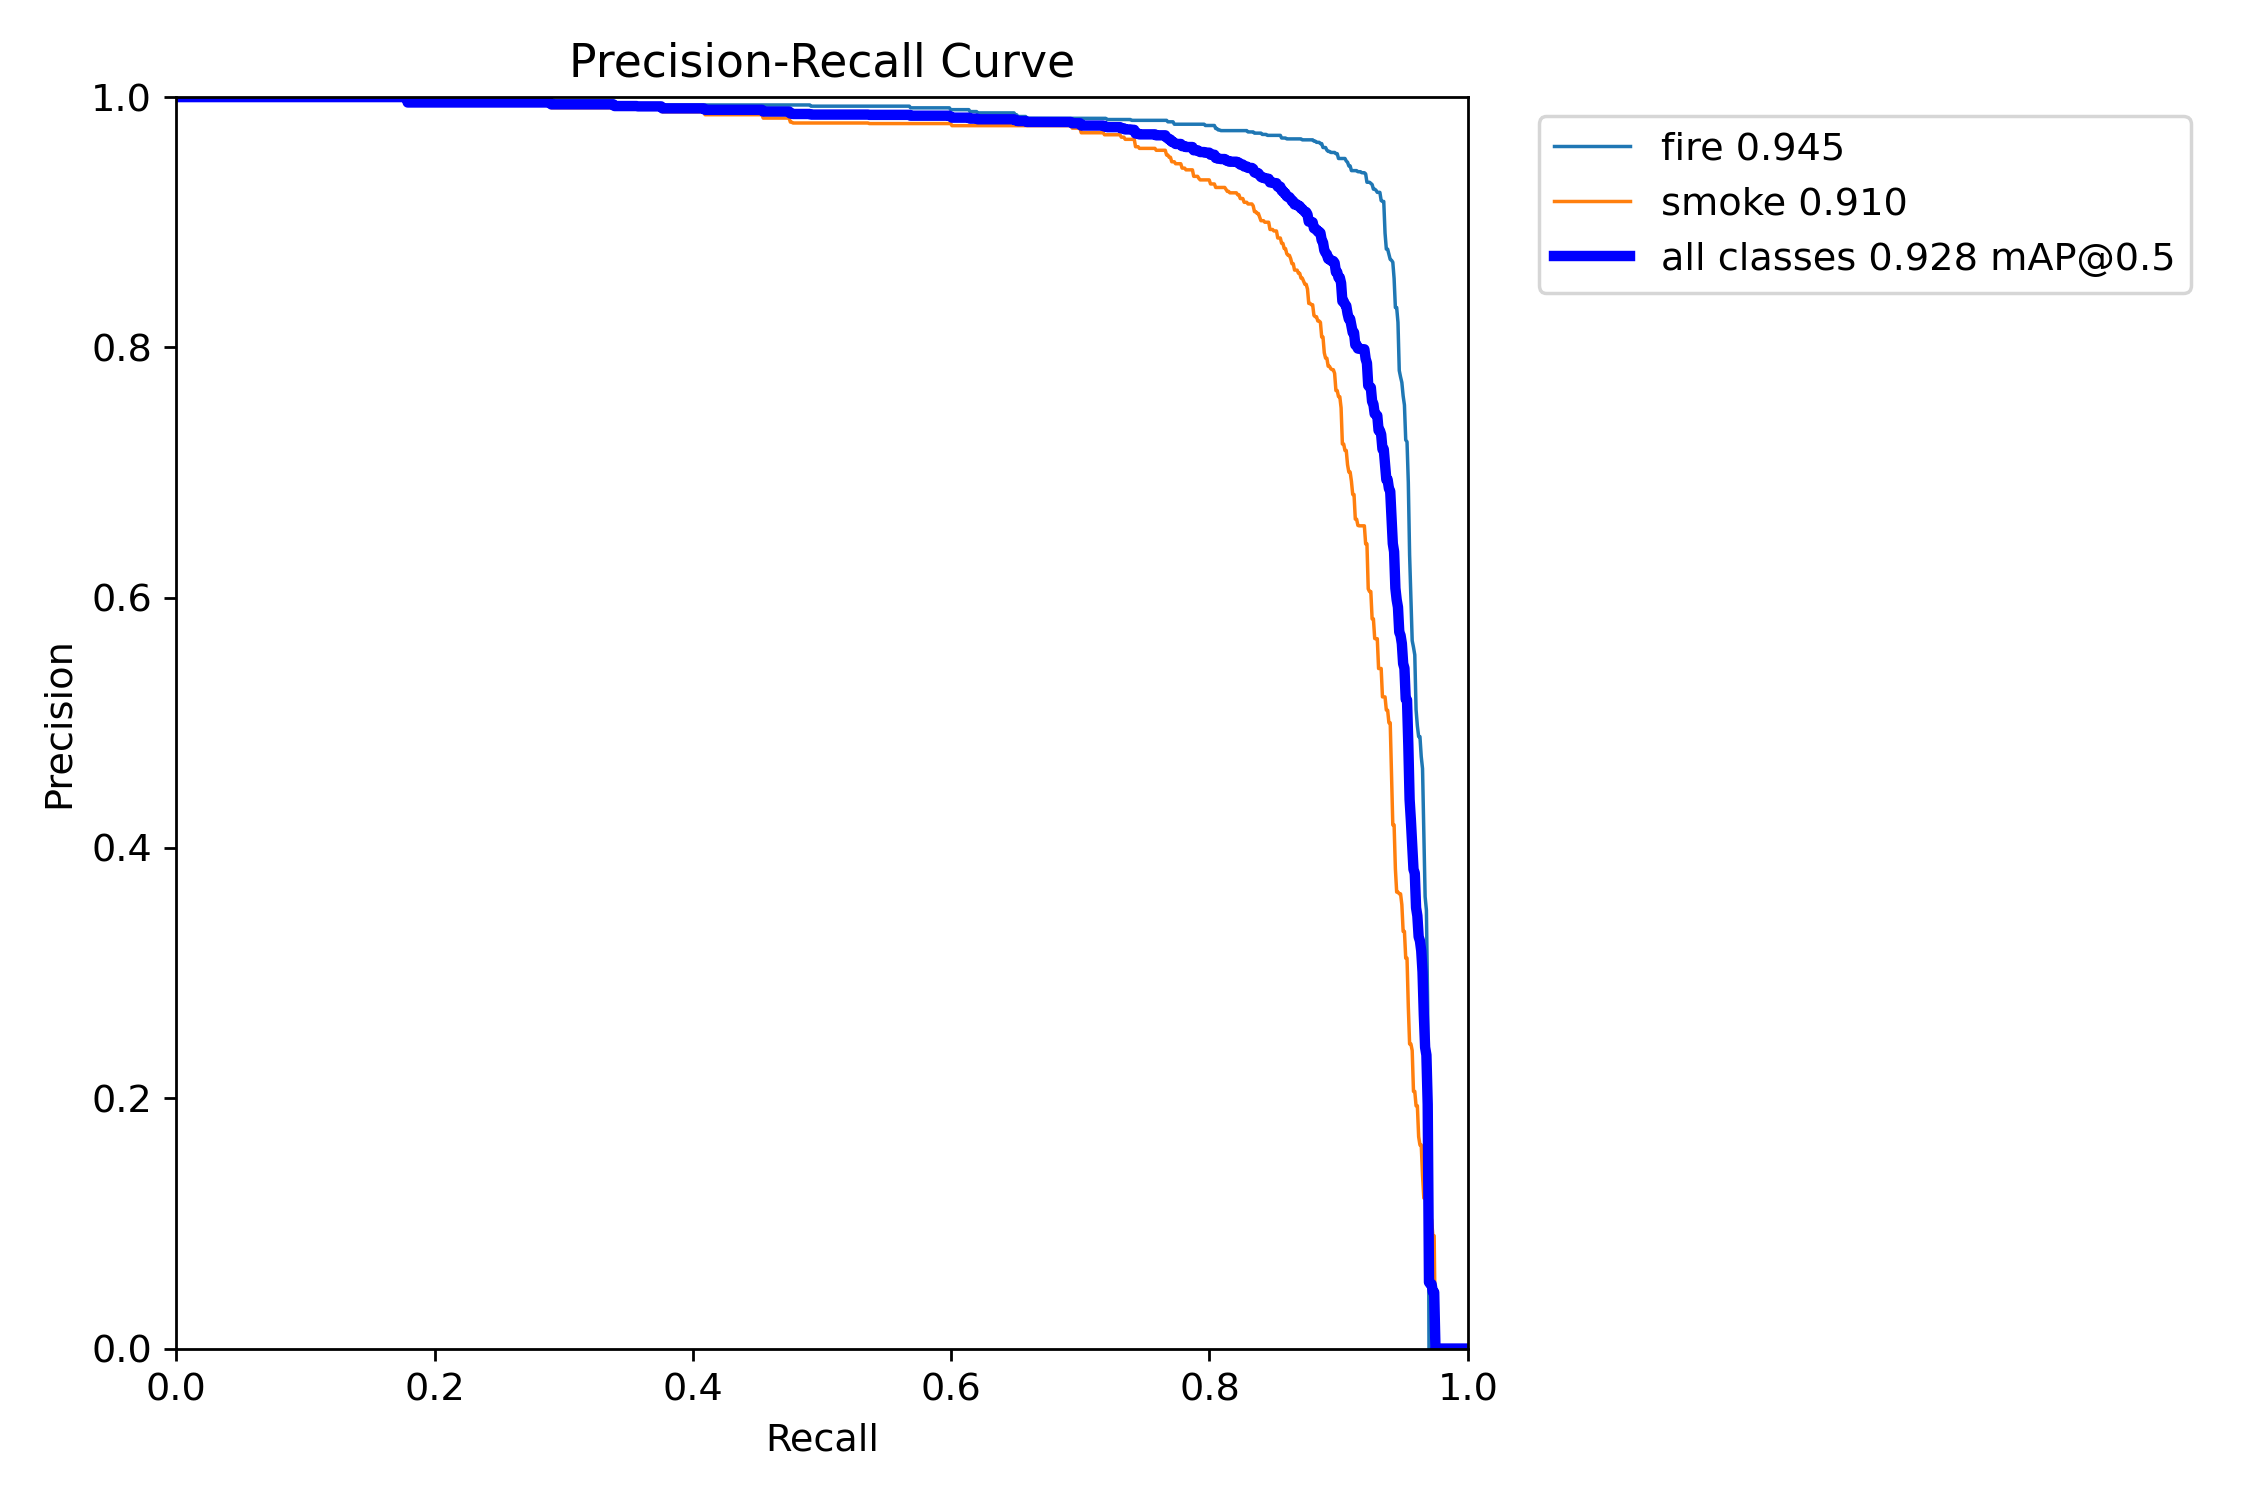 Precision-Recall Curve
1.0
0.8
0.6
0.4
0.2
0.0
Precision
0.0 0.2 0.4 0.6 0.8 1.0
Recall
fire 0.945
smoke 0.910
all classes 0.928 mAP@0.5